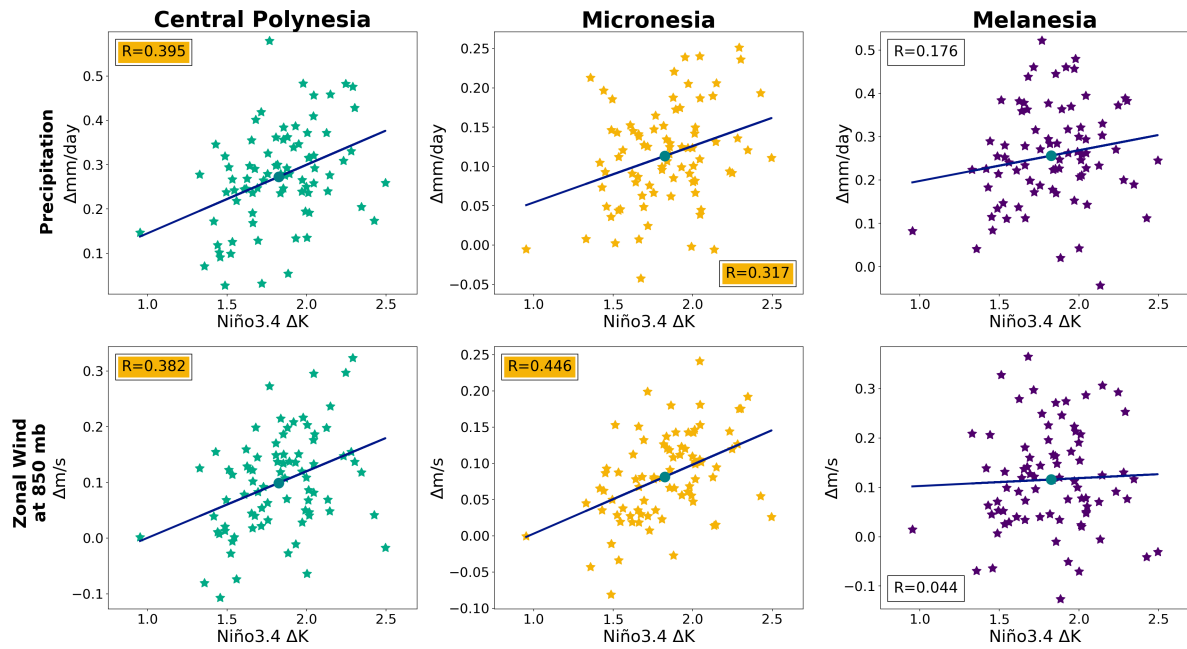 Central Polynesia
Micronesia
Melanesia
Precipitation
Δmm/day
R=0.395
0.5
0.4
0.3
0.2
0.1
1.0 1.5 2.0 2.5
Niño3.4 ΔK
Δmm/day
R=0.317
0.25
0.20
0.15
0.10
0.05
0.00
−0.05
1.0 1.5 2.0 2.5
Niño3.4 ΔK
Δmm/day
R=0.176
0.5
0.4
0.3
0.2
0.1
0.0
1.0 1.5 2.0 2.5
Niño3.4 ΔK
Zonal Wind
at 850 mb
Δm/s
R=0.382
0.3
0.2
0.1
0.0
−0.1
1.0 1.5 2.0 2.5
Niño3.4 ΔK
Δm/s
R=0.446
0.25
0.20
0.15
0.10
0.05
0.00
−0.05
−0.10
1.0 1.5 2.0 2.5
Niño3.4 ΔK
Δm/s
R=0.044
0.3
0.2
0.1
0.0
−0.1
1.0 1.5 2.0 2.5
Niño3.4 ΔK